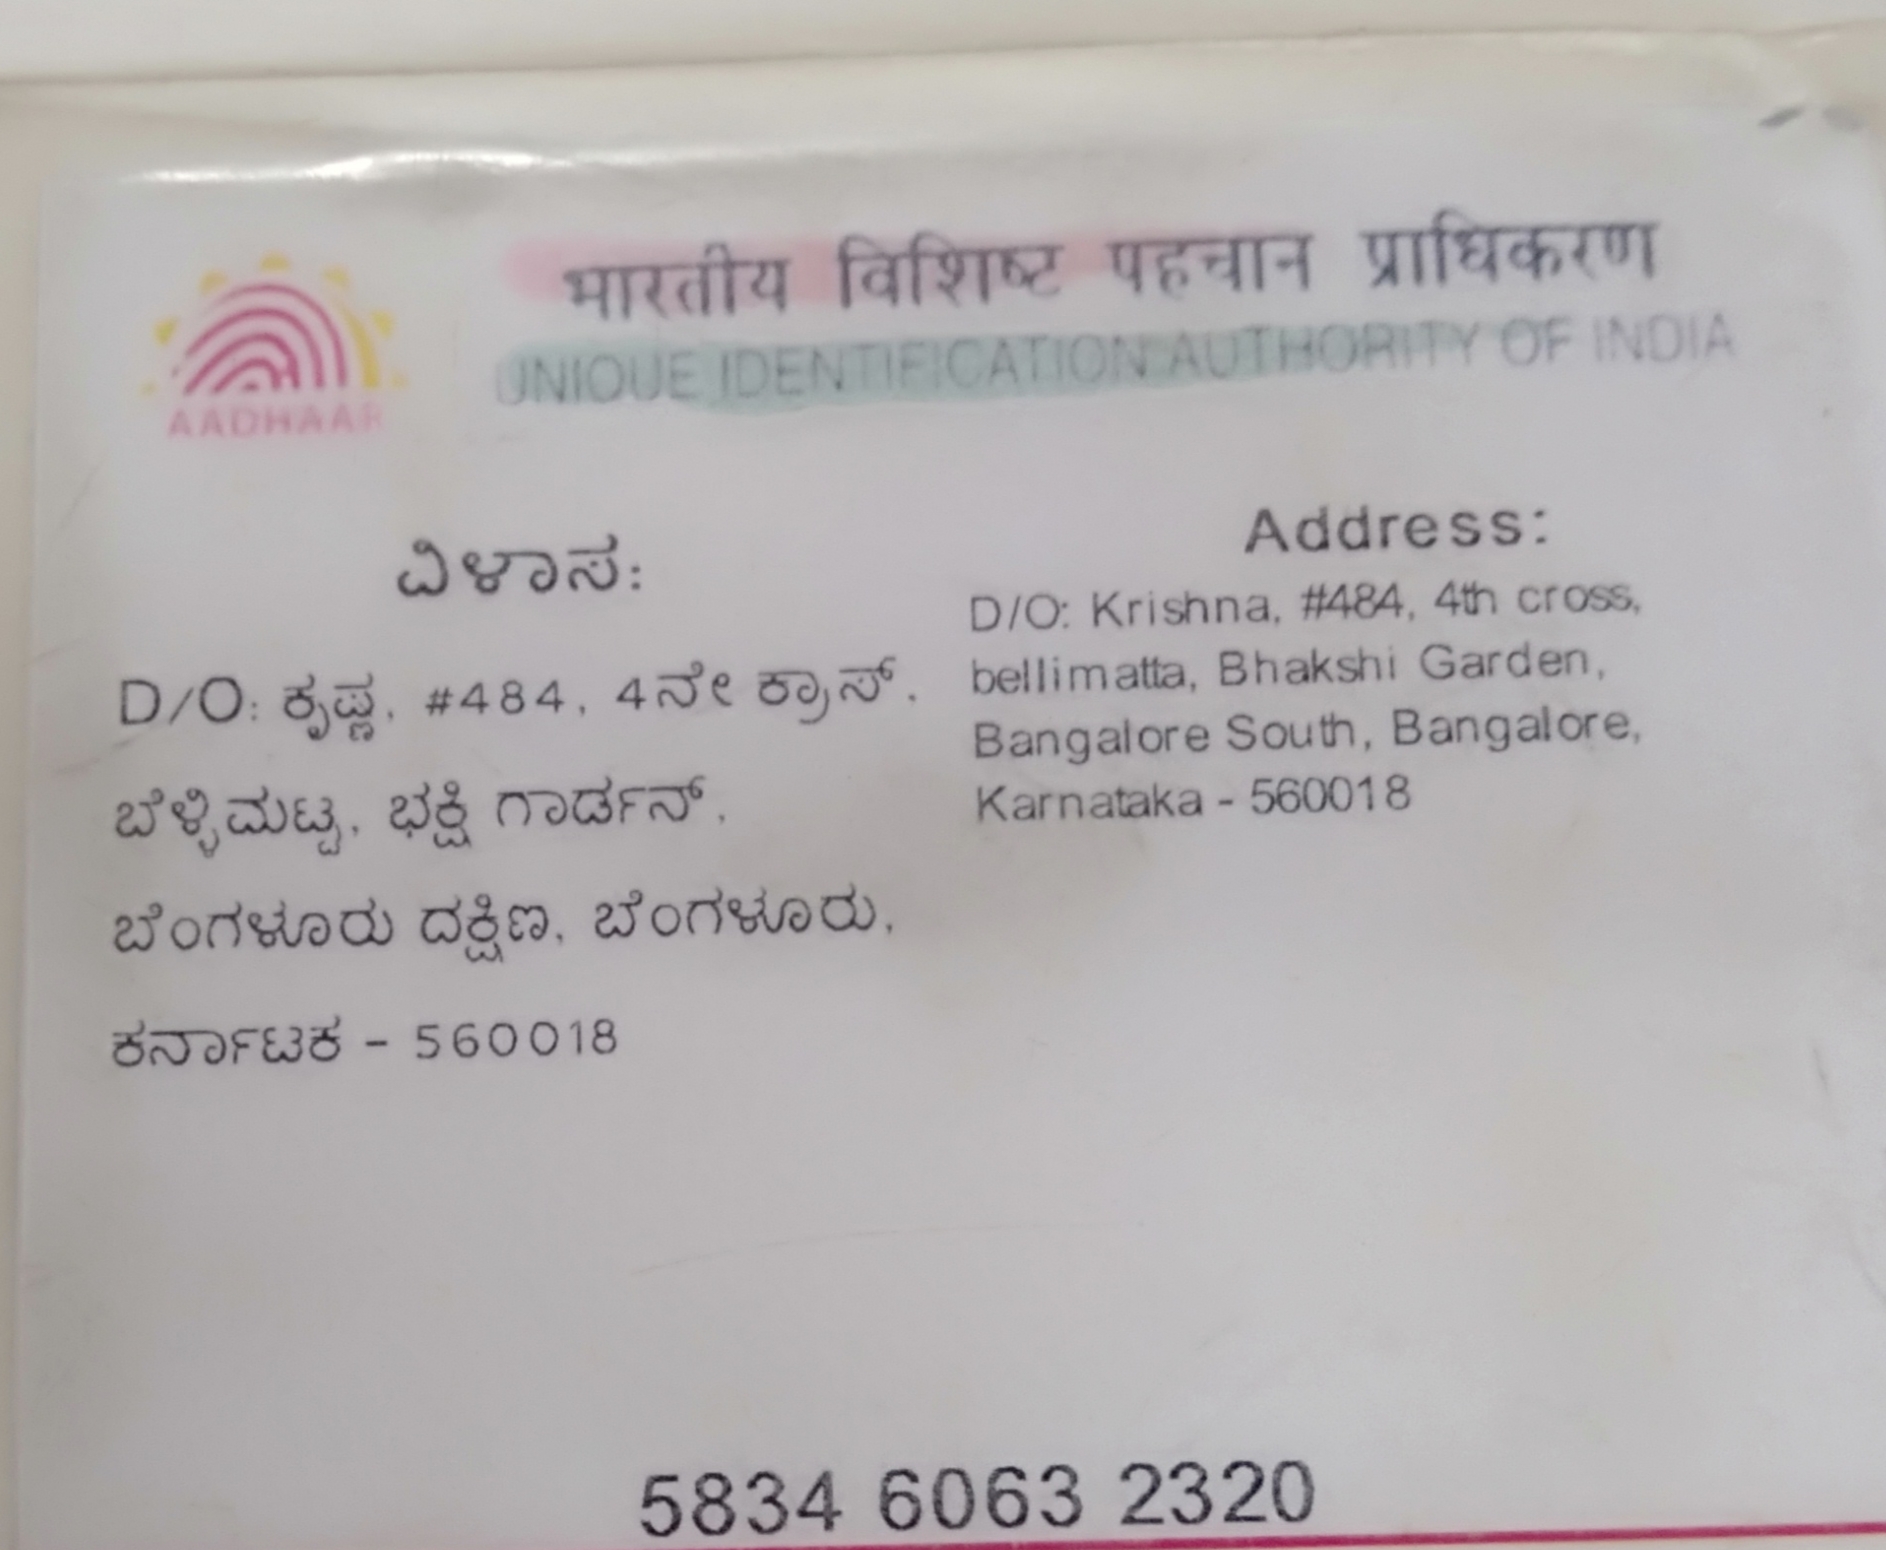 भारतीय विशिष्ट पहचान प्राधिकरण
UNIQUE IDENTIFICATION AUTHORITY OF INDIA
AADHAAR
ವಿಳಾಸ:
D/O: ಕೃಷ್ಣ, #484, 4ನೇ ಕ್ರಾಸ್,
ಬೆಳ್ಳಿಮಟ್ಟ, ಭಕ್ಷಿ ಗಾರ್ಡನ್,
ಬೆಂಗಳೂರು ದಕ್ಷಿಣ, ಬೆಂಗಳೂರು,
ಕರ್ನಾಟಕ - 560018
Address:
D/O: Krishna, #484, 4th cross,
bellimatta, Bhakshi Garden,
Bangalore South, Bangalore,
Karnataka - 560018
5834 6063 2320